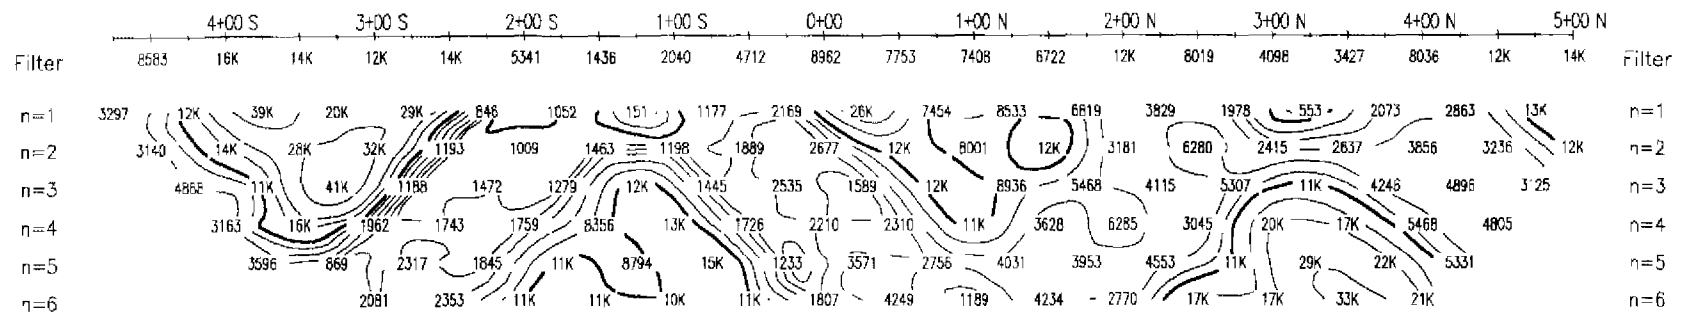 4+00 S 3+00 S 2+00 S 1+00 S 0+00 1+00 N 2+00 N 3+00 N 4+00 N 5+00 N
Filter 8583 16K 14K 12K 14K 5341 1436 2040 4712 8962 7753 7408 6722 12K 6019 4098 3427 8036 12K 14K Filter
n=1 3297 12K 39K 20K 29K 846 1052 151 1177 2169 26K 7454 8533 6819 3829 1978 553 2073 2863 13K n=1
n=2 3140 14K 28K 32K 1193 1009 1463 1198 1889 2677 12K 8001 12K 3181 6280 2415 2637 3856 3236 12K n=2
n=3 4868 11K 41K 1188 1472 1279 12K 1445 2535 1589 12K 8936 5468 4115 5307 11K 4246 4896 3125 n=3
n=4 3163 16K 1962 1743 1759 8356 13K 1726 2210 2310 11K 3628 6285 3045 20K 17K 5468 4805 n=4
n=5 3596 869 2317 1845 11K 8794 15K 1233 3571 2756 4031 3953 4553 11K 29K 22K 5331 n=5
n=6 2081 2353 11K 11K 10K 11K 1807 4249 1189 4234 2770 17K 17K 33K 21K n=6